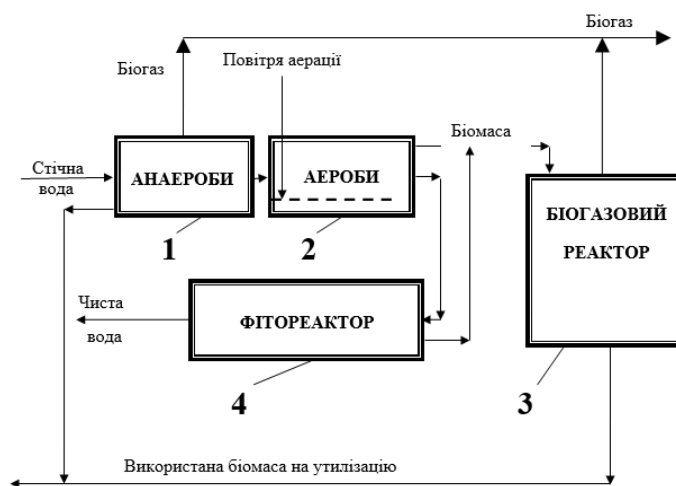 Біогаз
Біогаз
Повітря аерації
Біомаса
Стічна
вода
АНАЕРОБИ
АЕРОБИ
БІОГАЗОВИЙ
РЕАКТОР
1
2
Чиста
вода
ФІТОРЕАКТОР
4
3
Використана біомаса на утилізацію